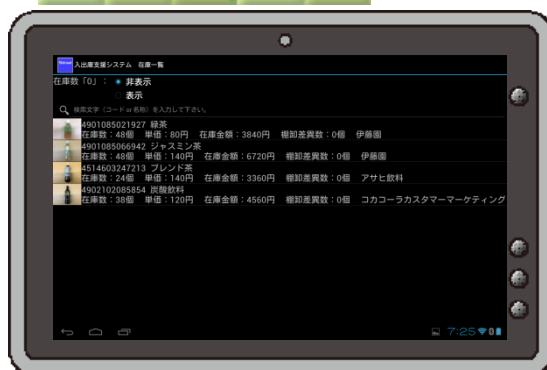 入出庫支援システム 在庫一覧
在庫数「0」： 非表示
表示
検索文字（コード or 名称）を入力して下さい。
4901085021927 緑茶
在庫数：48個 単価：80円 在庫金額：3840円 棚卸差異数：0個 伊藤園
4901085066942 ジャスミン茶
在庫数：48個 単価：140円 在庫金額：6720円 棚卸差異数：0個 伊藤園
4514603247213 ブレンド茶
在庫数：24個 単価：140円 在庫金額：3360円 棚卸差異数：0個 アサヒ飲料
4902102085854 炭酸飲料
在庫数：38個 単価：120円 在庫金額：4560円 棚卸差異数：0個 コカコーラカスタマーマーケティング
7:25